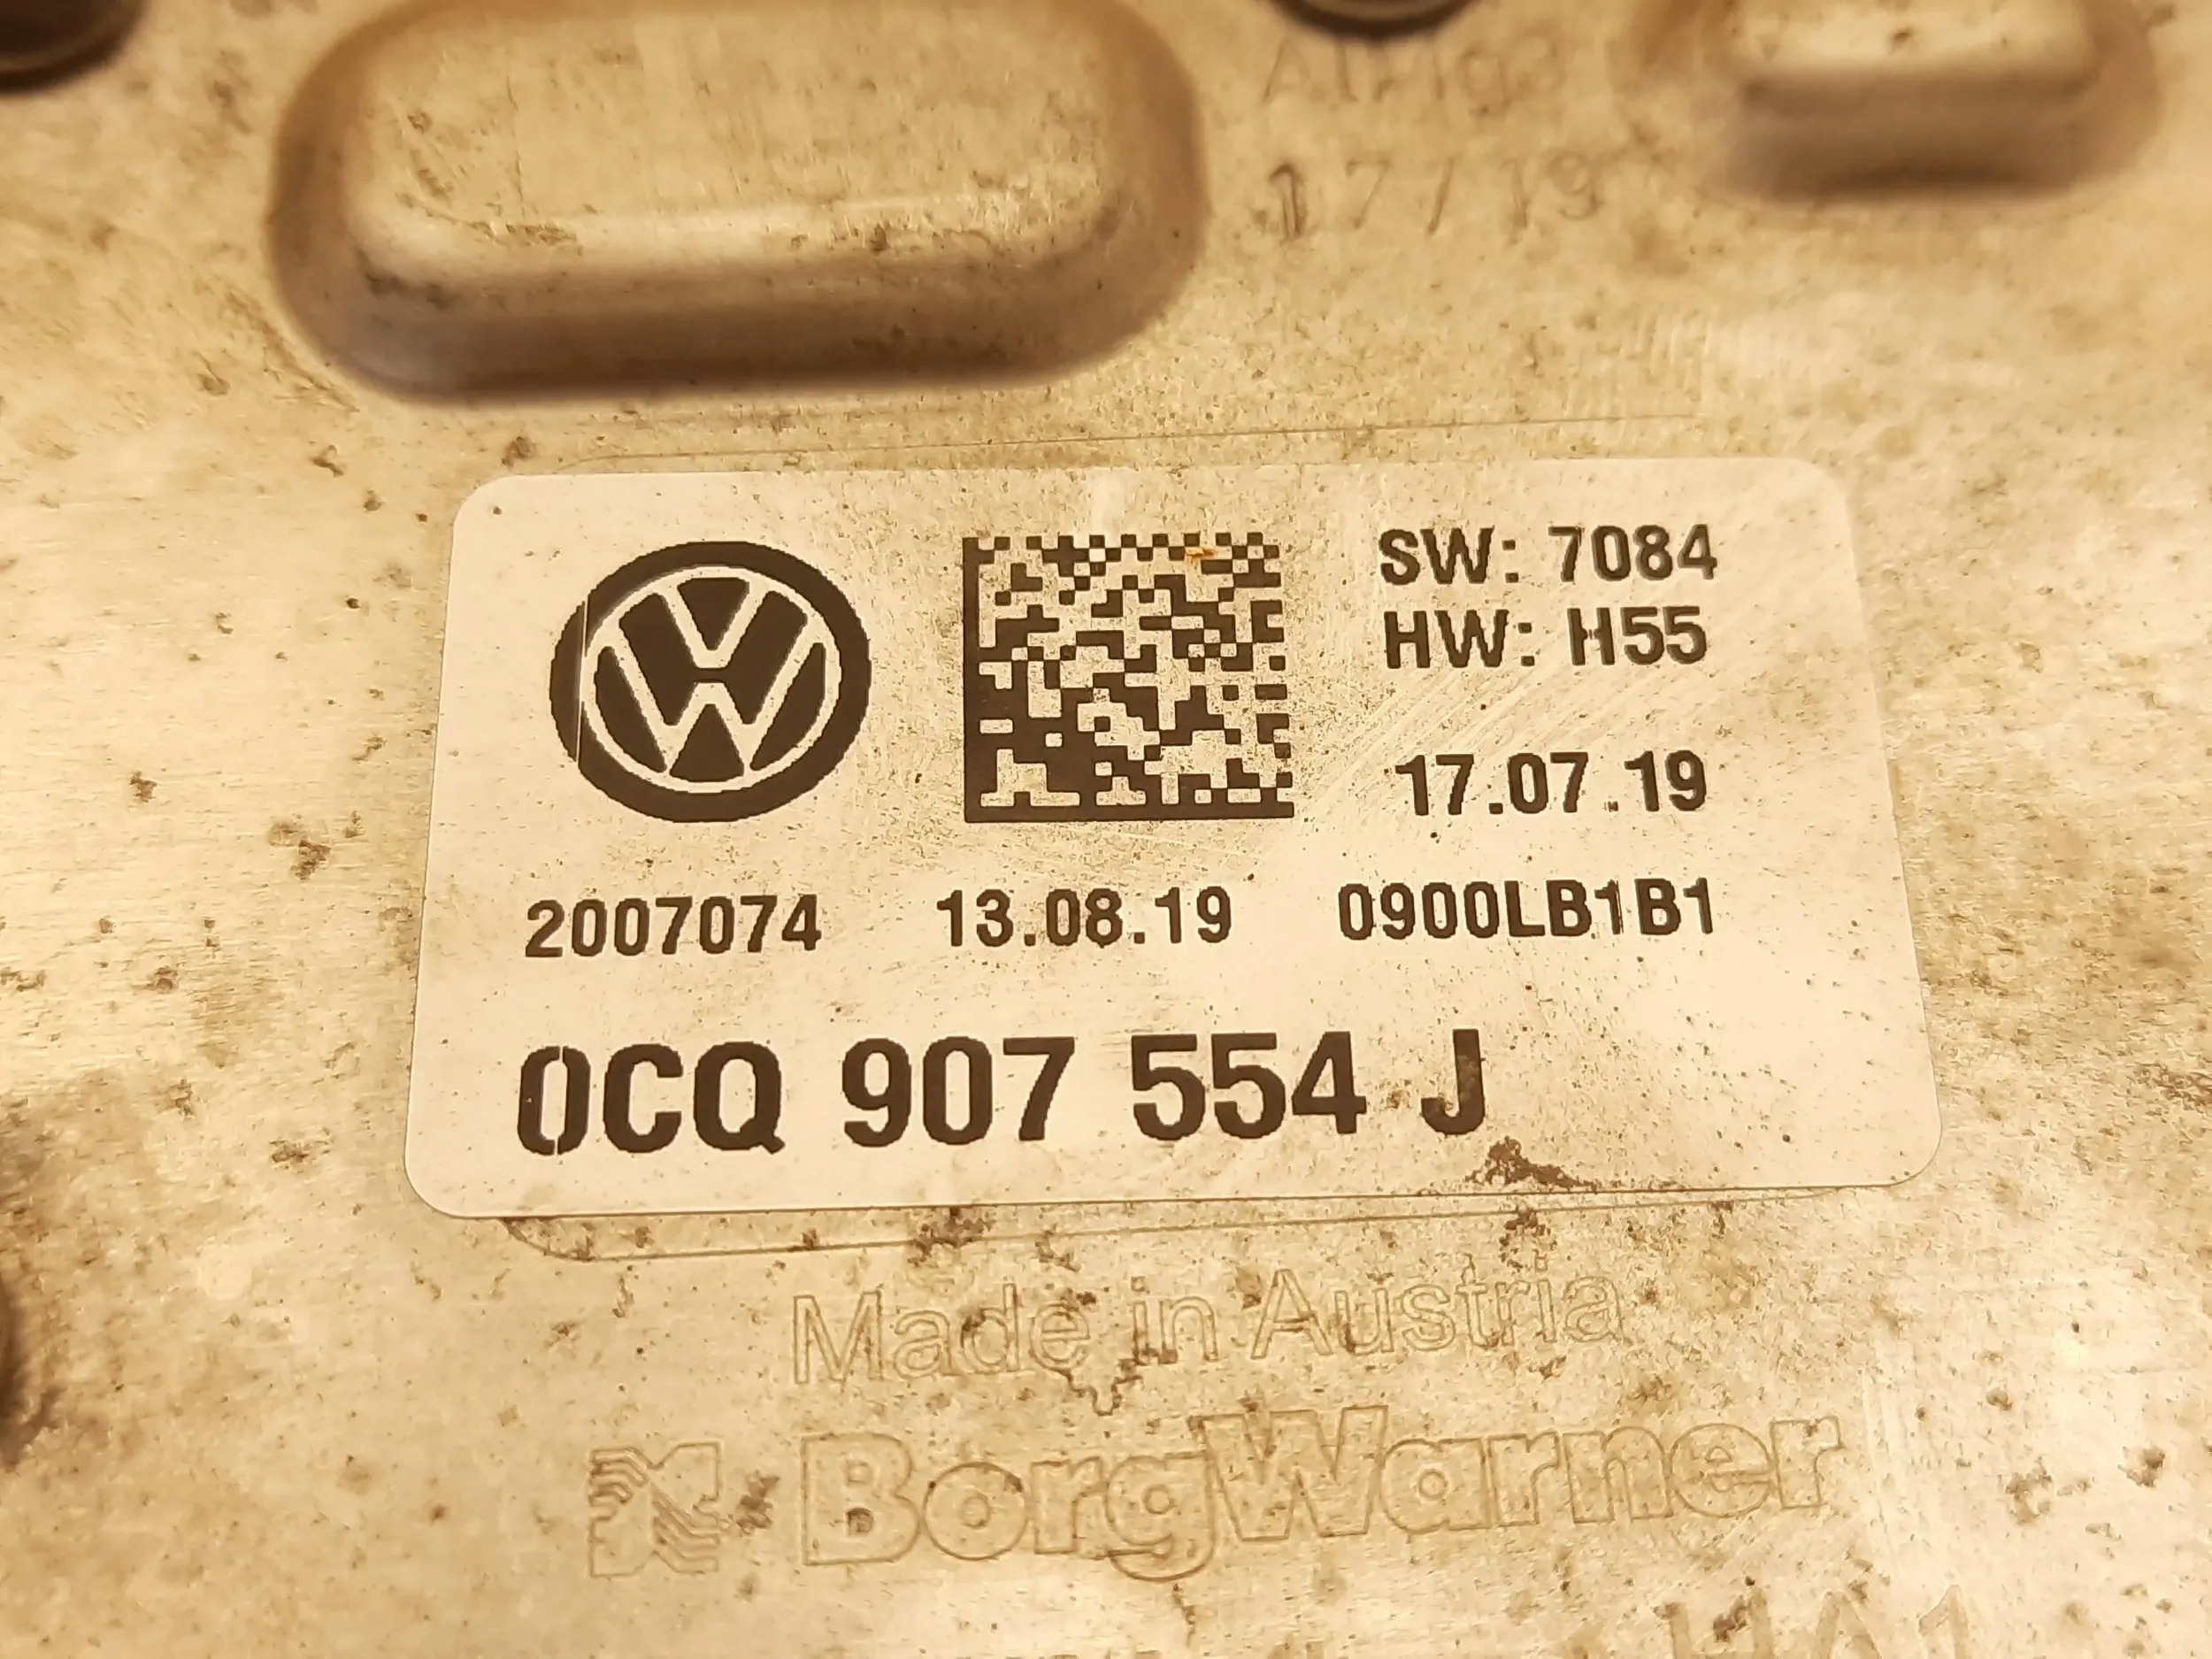 17/19
SW: 7084
HW: H55
17.07.19
2007074 13.08.19 0900LB1B1
0CQ 907 554 J
Made in Austria
BorgWarner